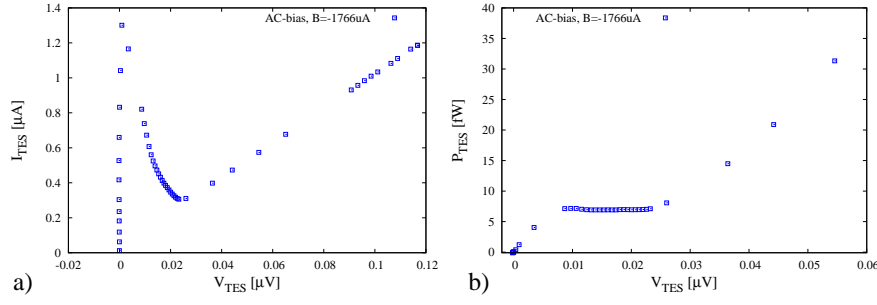 AC-bias, B=-1766uA
I_TES [µA]
1.6
1.4
1.2
1
0.8
0.6
0.4
0.2
0
-0.02 0 0.02 0.04 0.06 0.08 0.1 0.12
V_TES [µV]
a)
AC-bias, B=-1766uA
P_TES [fW]
40
35
30
25
20
15
10
5
0
0 0.01 0.02 0.03 0.04 0.05 0.06
V_TES [µV]
b)